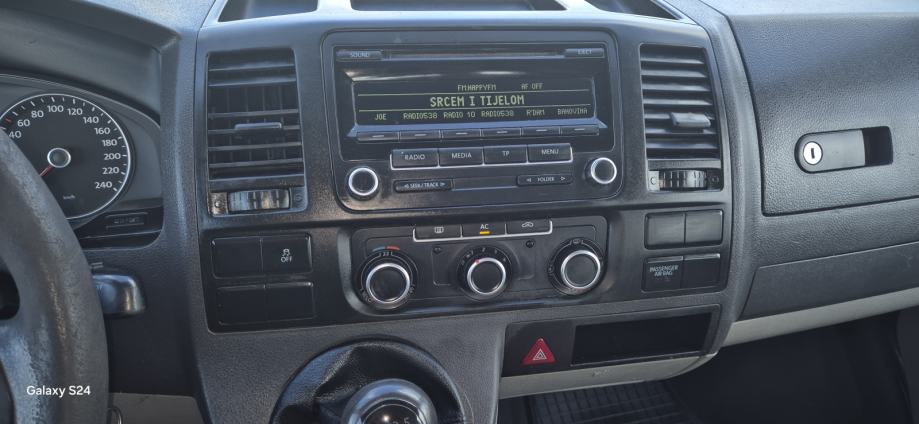 SOUND EJECT
FM:HAPPYFM AF OFF
SRCEM I TIJELOM
JOE RADIO538 RADIO 10 RADIO538 R'DAM BANOVINA
RADIO MEDIA TP MENU
SEEK / TRACK FOLDER
AC
OFF
PASSENGER
AIR BAG
40 60 80 100 120 140 160 180 200 220 240
km/h
Galaxy S24